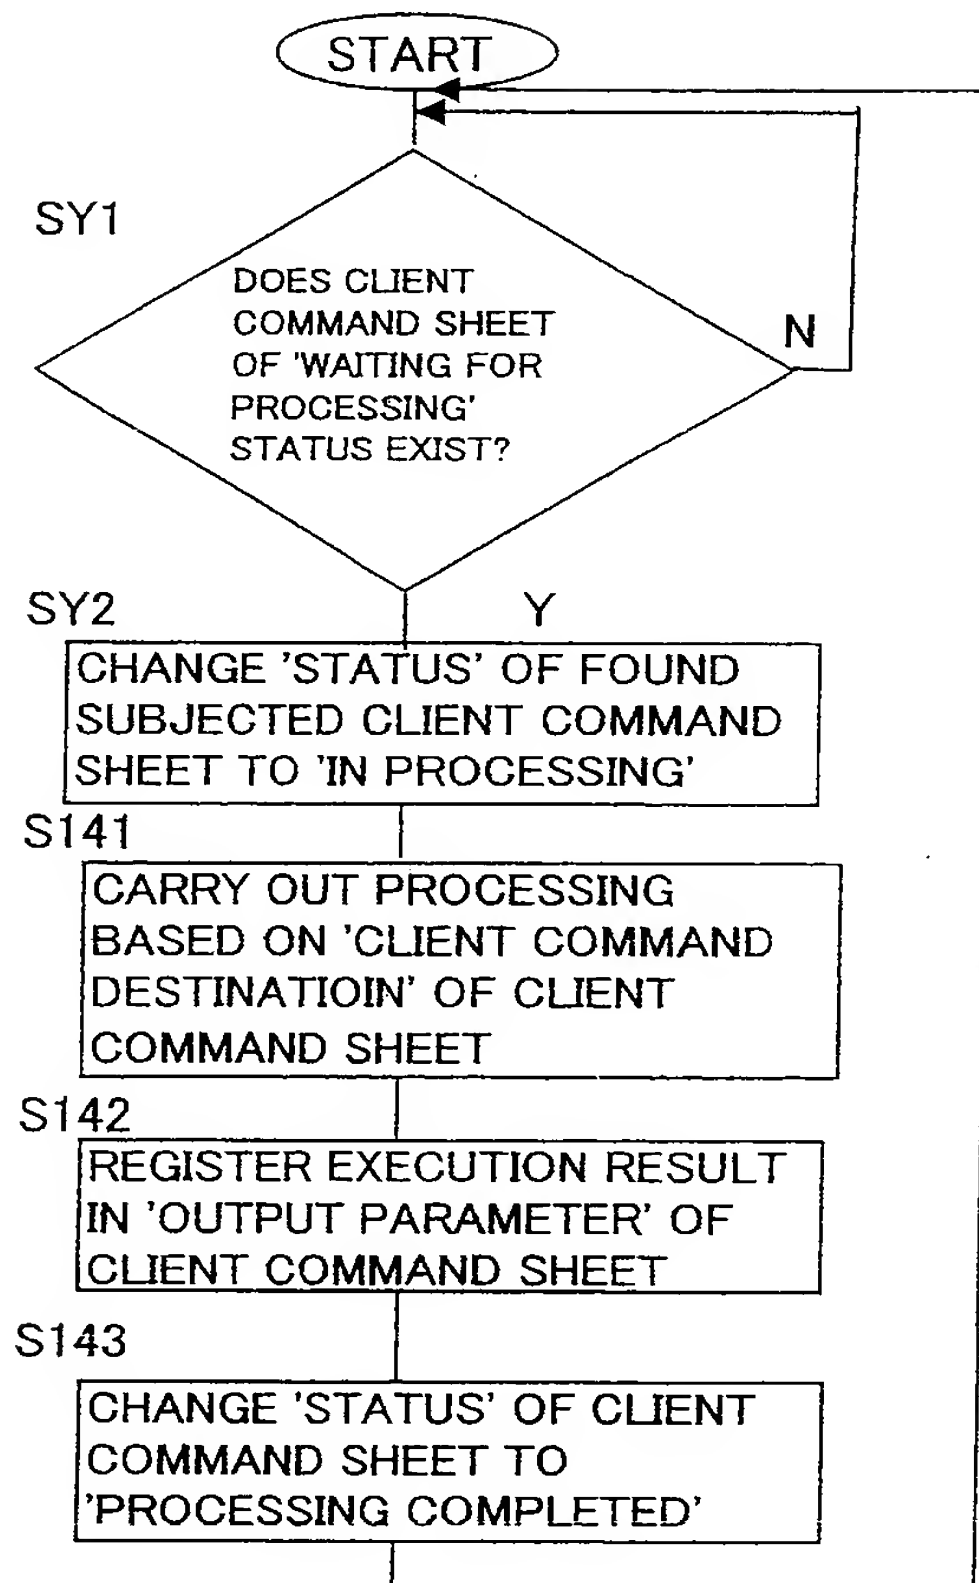 START
SY1
DOES CLIENT
COMMAND SHEET
OF 'WAITING FOR
PROCESSING'
STATUS EXIST?
N
SY2
Y
CHANGE 'STATUS' OF FOUND
SUBJECTED CLIENT COMMAND
SHEET TO 'IN PROCESSING'
S141
CARRY OUT PROCESSING
BASED ON 'CLIENT COMMAND
DESTINATIOIN' OF CLIENT
COMMAND SHEET
S142
REGISTER EXECUTION RESULT
IN 'OUTPUT PARAMETER' OF
CLIENT COMMAND SHEET
S143
CHANGE 'STATUS' OF CLIENT
COMMAND SHEET TO
'PROCESSING COMPLETED'